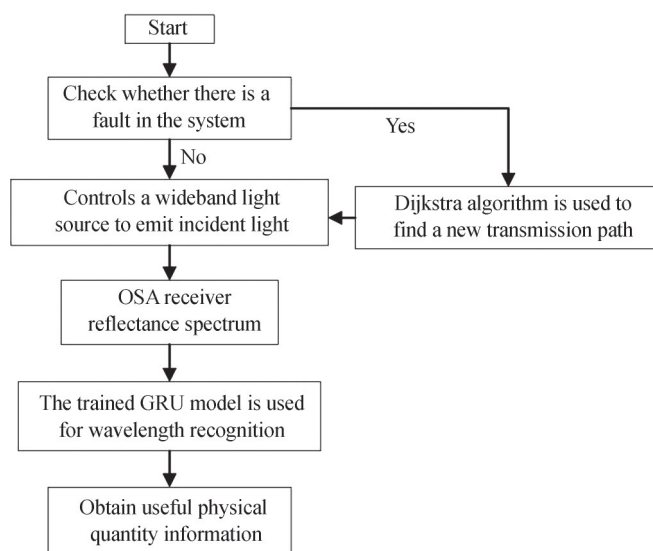 Start
Check whether there is a
fault in the system
Yes
No
Controls a wideband light
source to emit incident light
Dijkstra algorithm is used to
find a new transmission path
OSA receiver
reflectance spectrum
The trained GRU model is used
for wavelength recognition
Obtain useful physical
quantity information